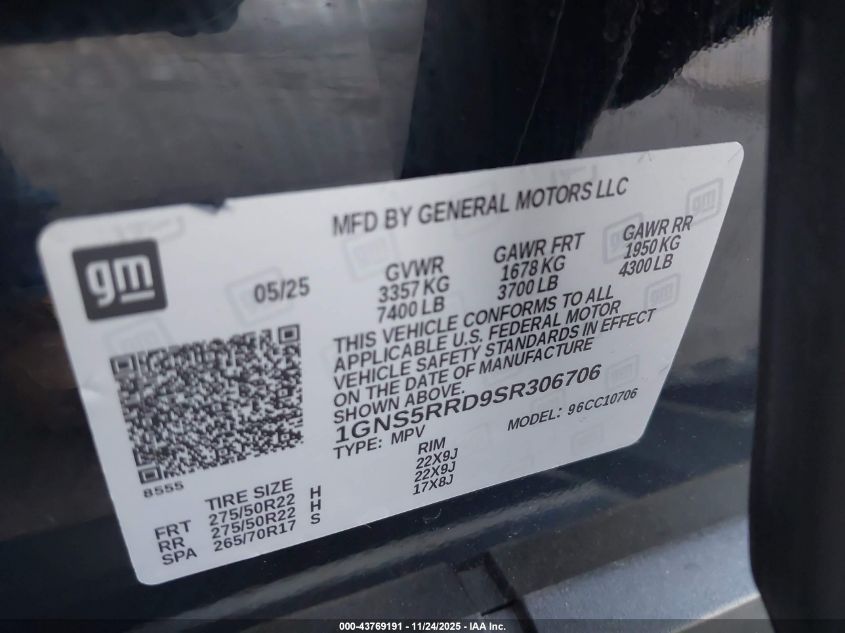 MFD BY GENERAL MOTORS LLC
gm
05/25
GVWR
3357 KG
7400 LB
GAWR FRT
1678 KG
3700 LB
GAWR RR
1950 KG
4300 LB
THIS VEHICLE CONFORMS TO ALL
APPLICABLE U.S. FEDERAL MOTOR
VEHICLE SAFETY STANDARDS IN EFFECT
ON THE DATE OF MANUFACTURE
SHOWN ABOVE.
1GNS5RRD9SR306706
TYPE: MPV
MODEL: 96CC10706
8555
TIRE SIZE
RIM
FRT 275/50R22 H 22X9J
RR 275/50R22 H 22X9J
SPA 265/70R17 S 17X8J
000-43769191 - 11/24/2025 - IAA Inc.